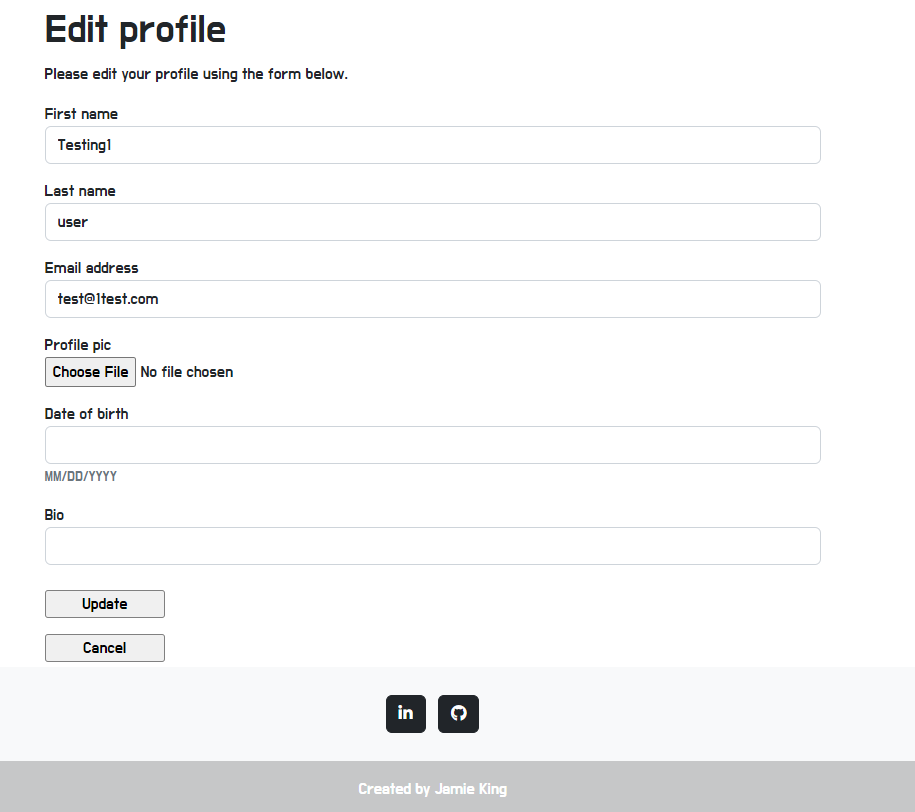 Edit profile
Please edit your profile using the form below.
First name
Testing1
Last name
user
Email address
test@1test.com
Profile pic
Choose File No file chosen
Date of birth
MM/DD/YYYY
Bio
Update
Cancel
in
Created by Jamie King